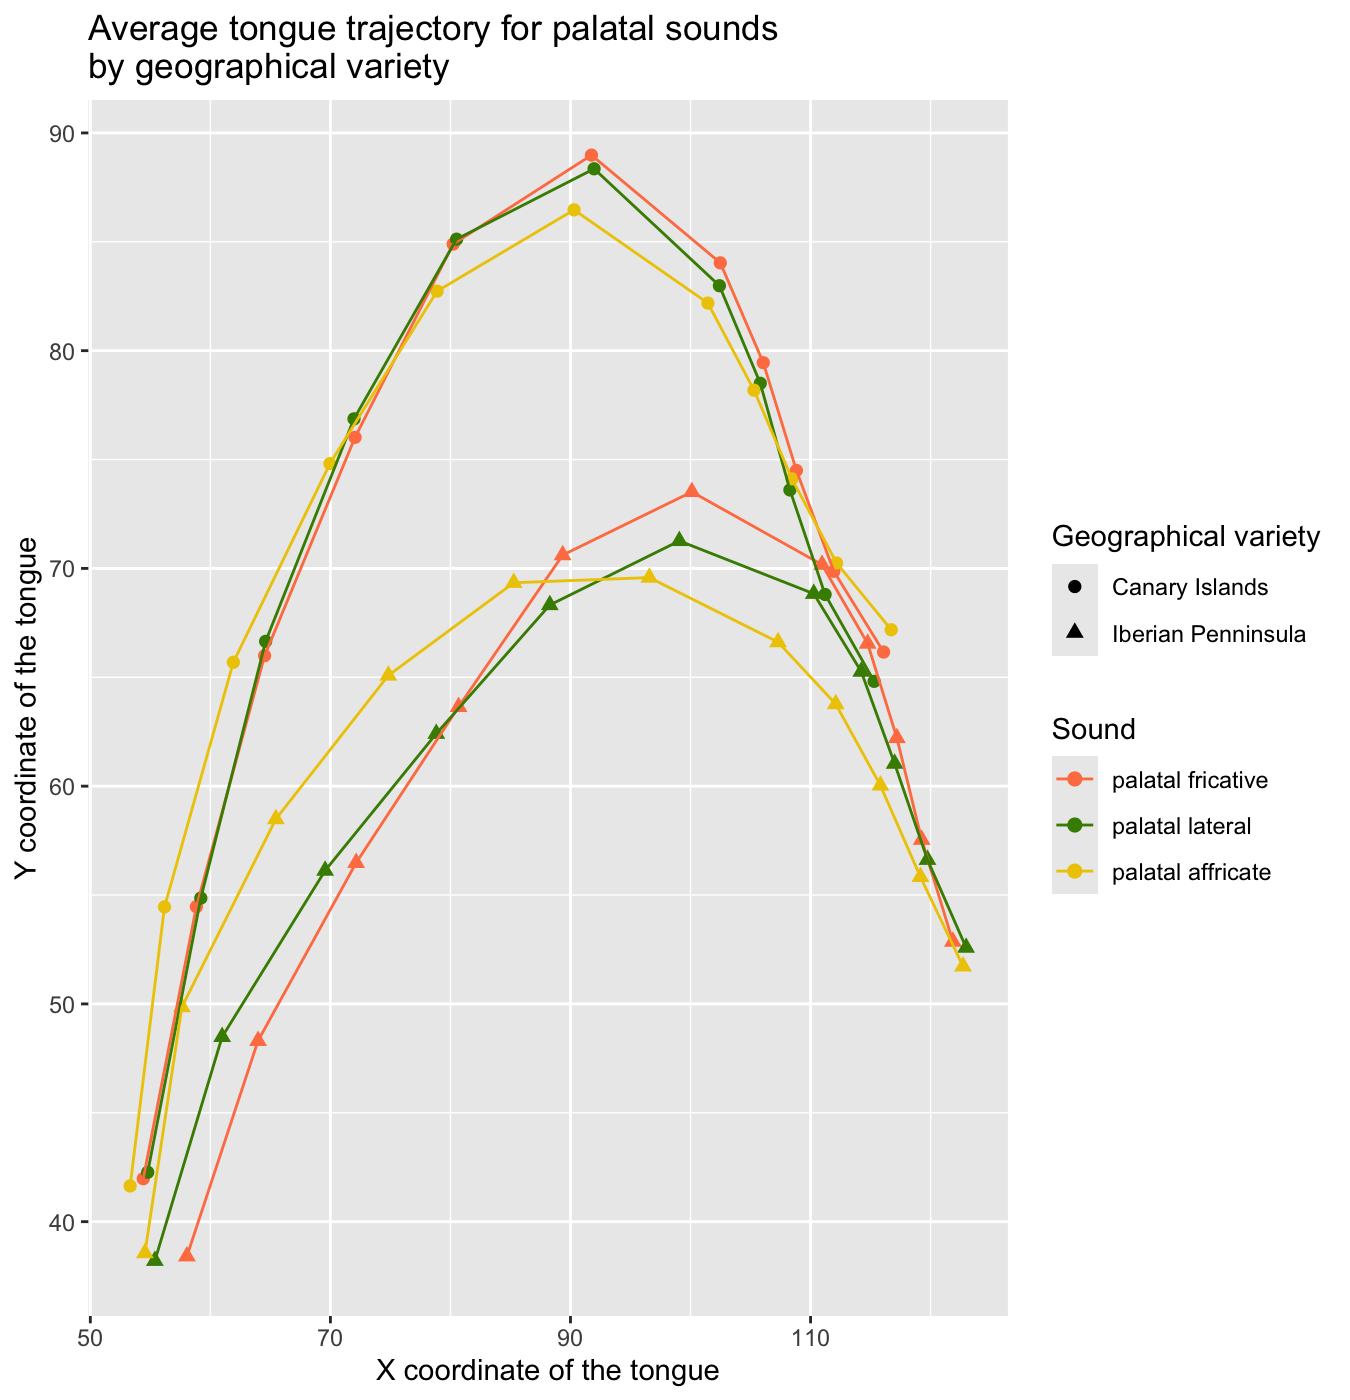 Average tongue trajectory for palatal sounds
by geographical variety
Y coordinate of the tongue
90
80
70
60
50
40
50
70
90
110
X coordinate of the tongue
Geographical variety
Canary Islands
Iberian Penninsula
Sound
palatal fricative
palatal lateral
palatal affricate